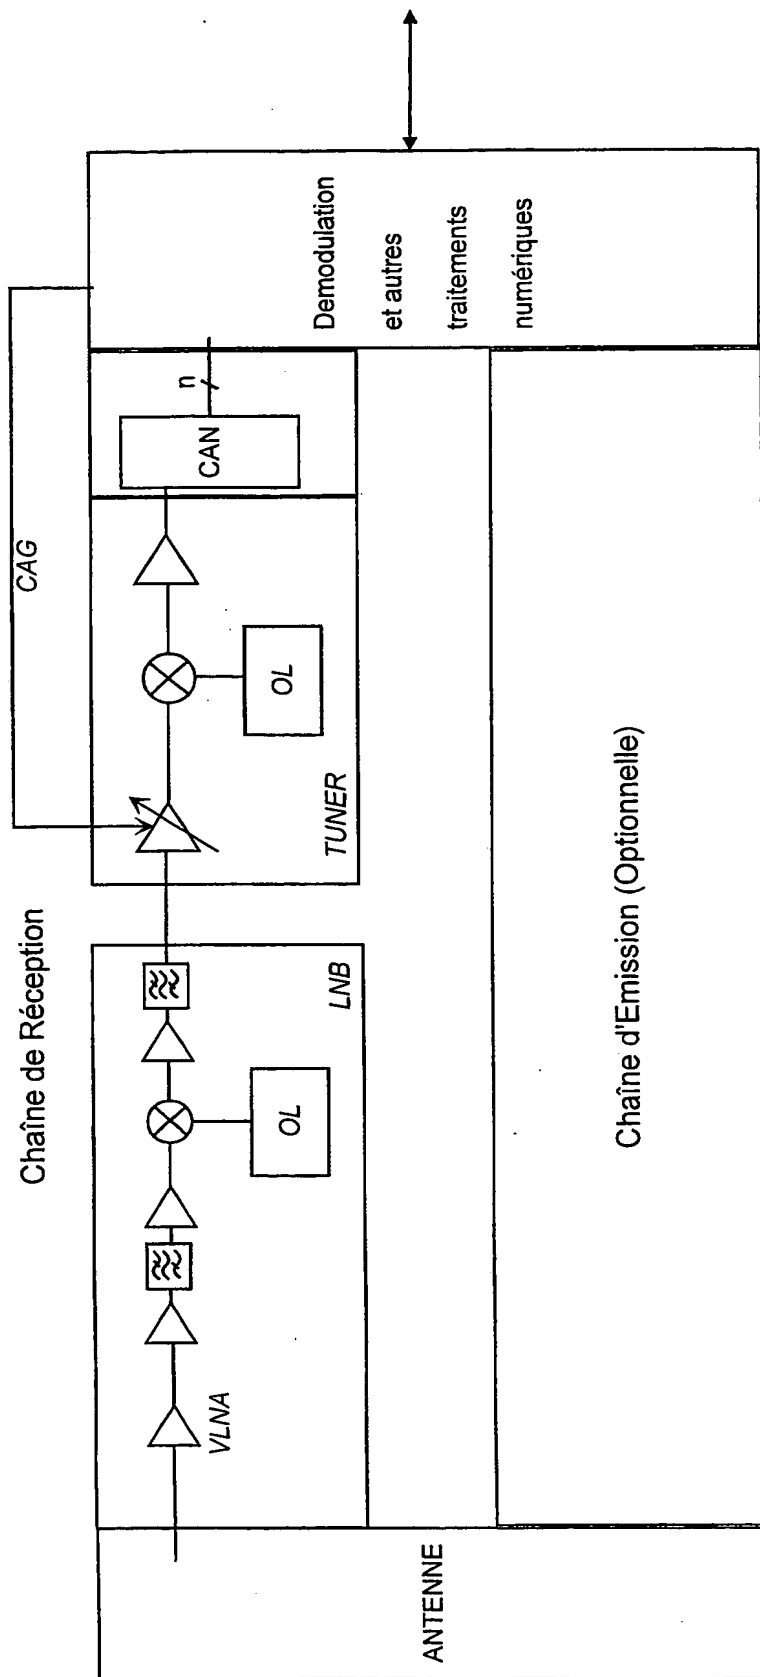 Chaîne de Réception
CAG
VLNA
OL
LNB
OL
TUNER
CAN
n
Demodulation
et autres
traitements
numériques
ANTENNE
Chaîne d'Emission (Optionnelle)